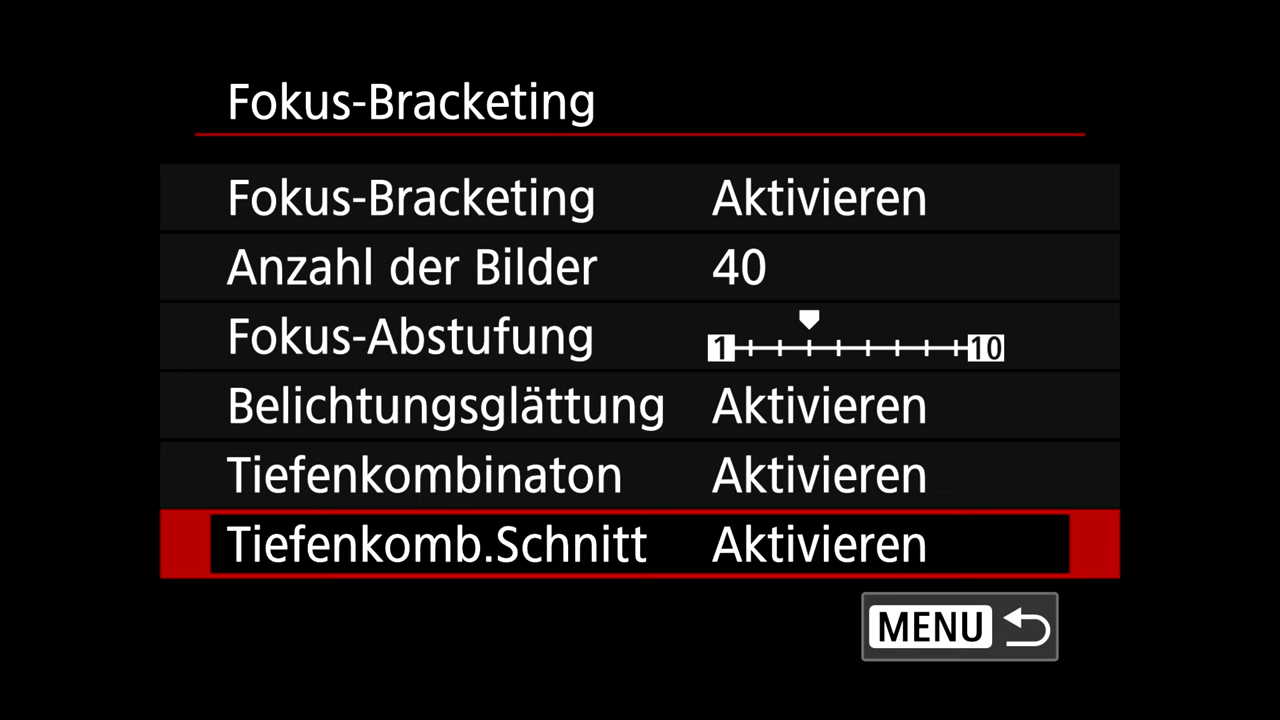 Fokus-Bracketing
Fokus-Bracketing Aktivieren
Anzahl der Bilder 40
Fokus-Abstufung 1 10
Belichtungsglättung Aktivieren
Tiefenkombinaton Aktivieren
Tiefenkomb.Schnitt Aktivieren
MENU